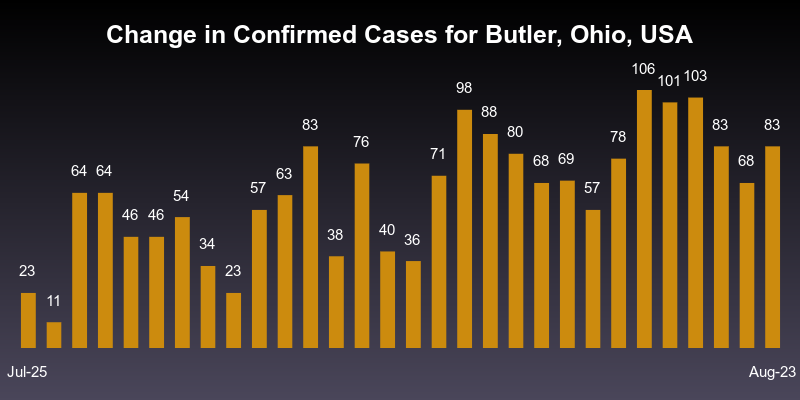 Change in Confirmed Cases for Butler, Ohio, USA
23 11 64 64 46 46 54 34 23 57 63 83 38 76 40 36 71 98 88 80 68 69 57 78 106 101 103 83 68 83
Jul-25 Aug-23